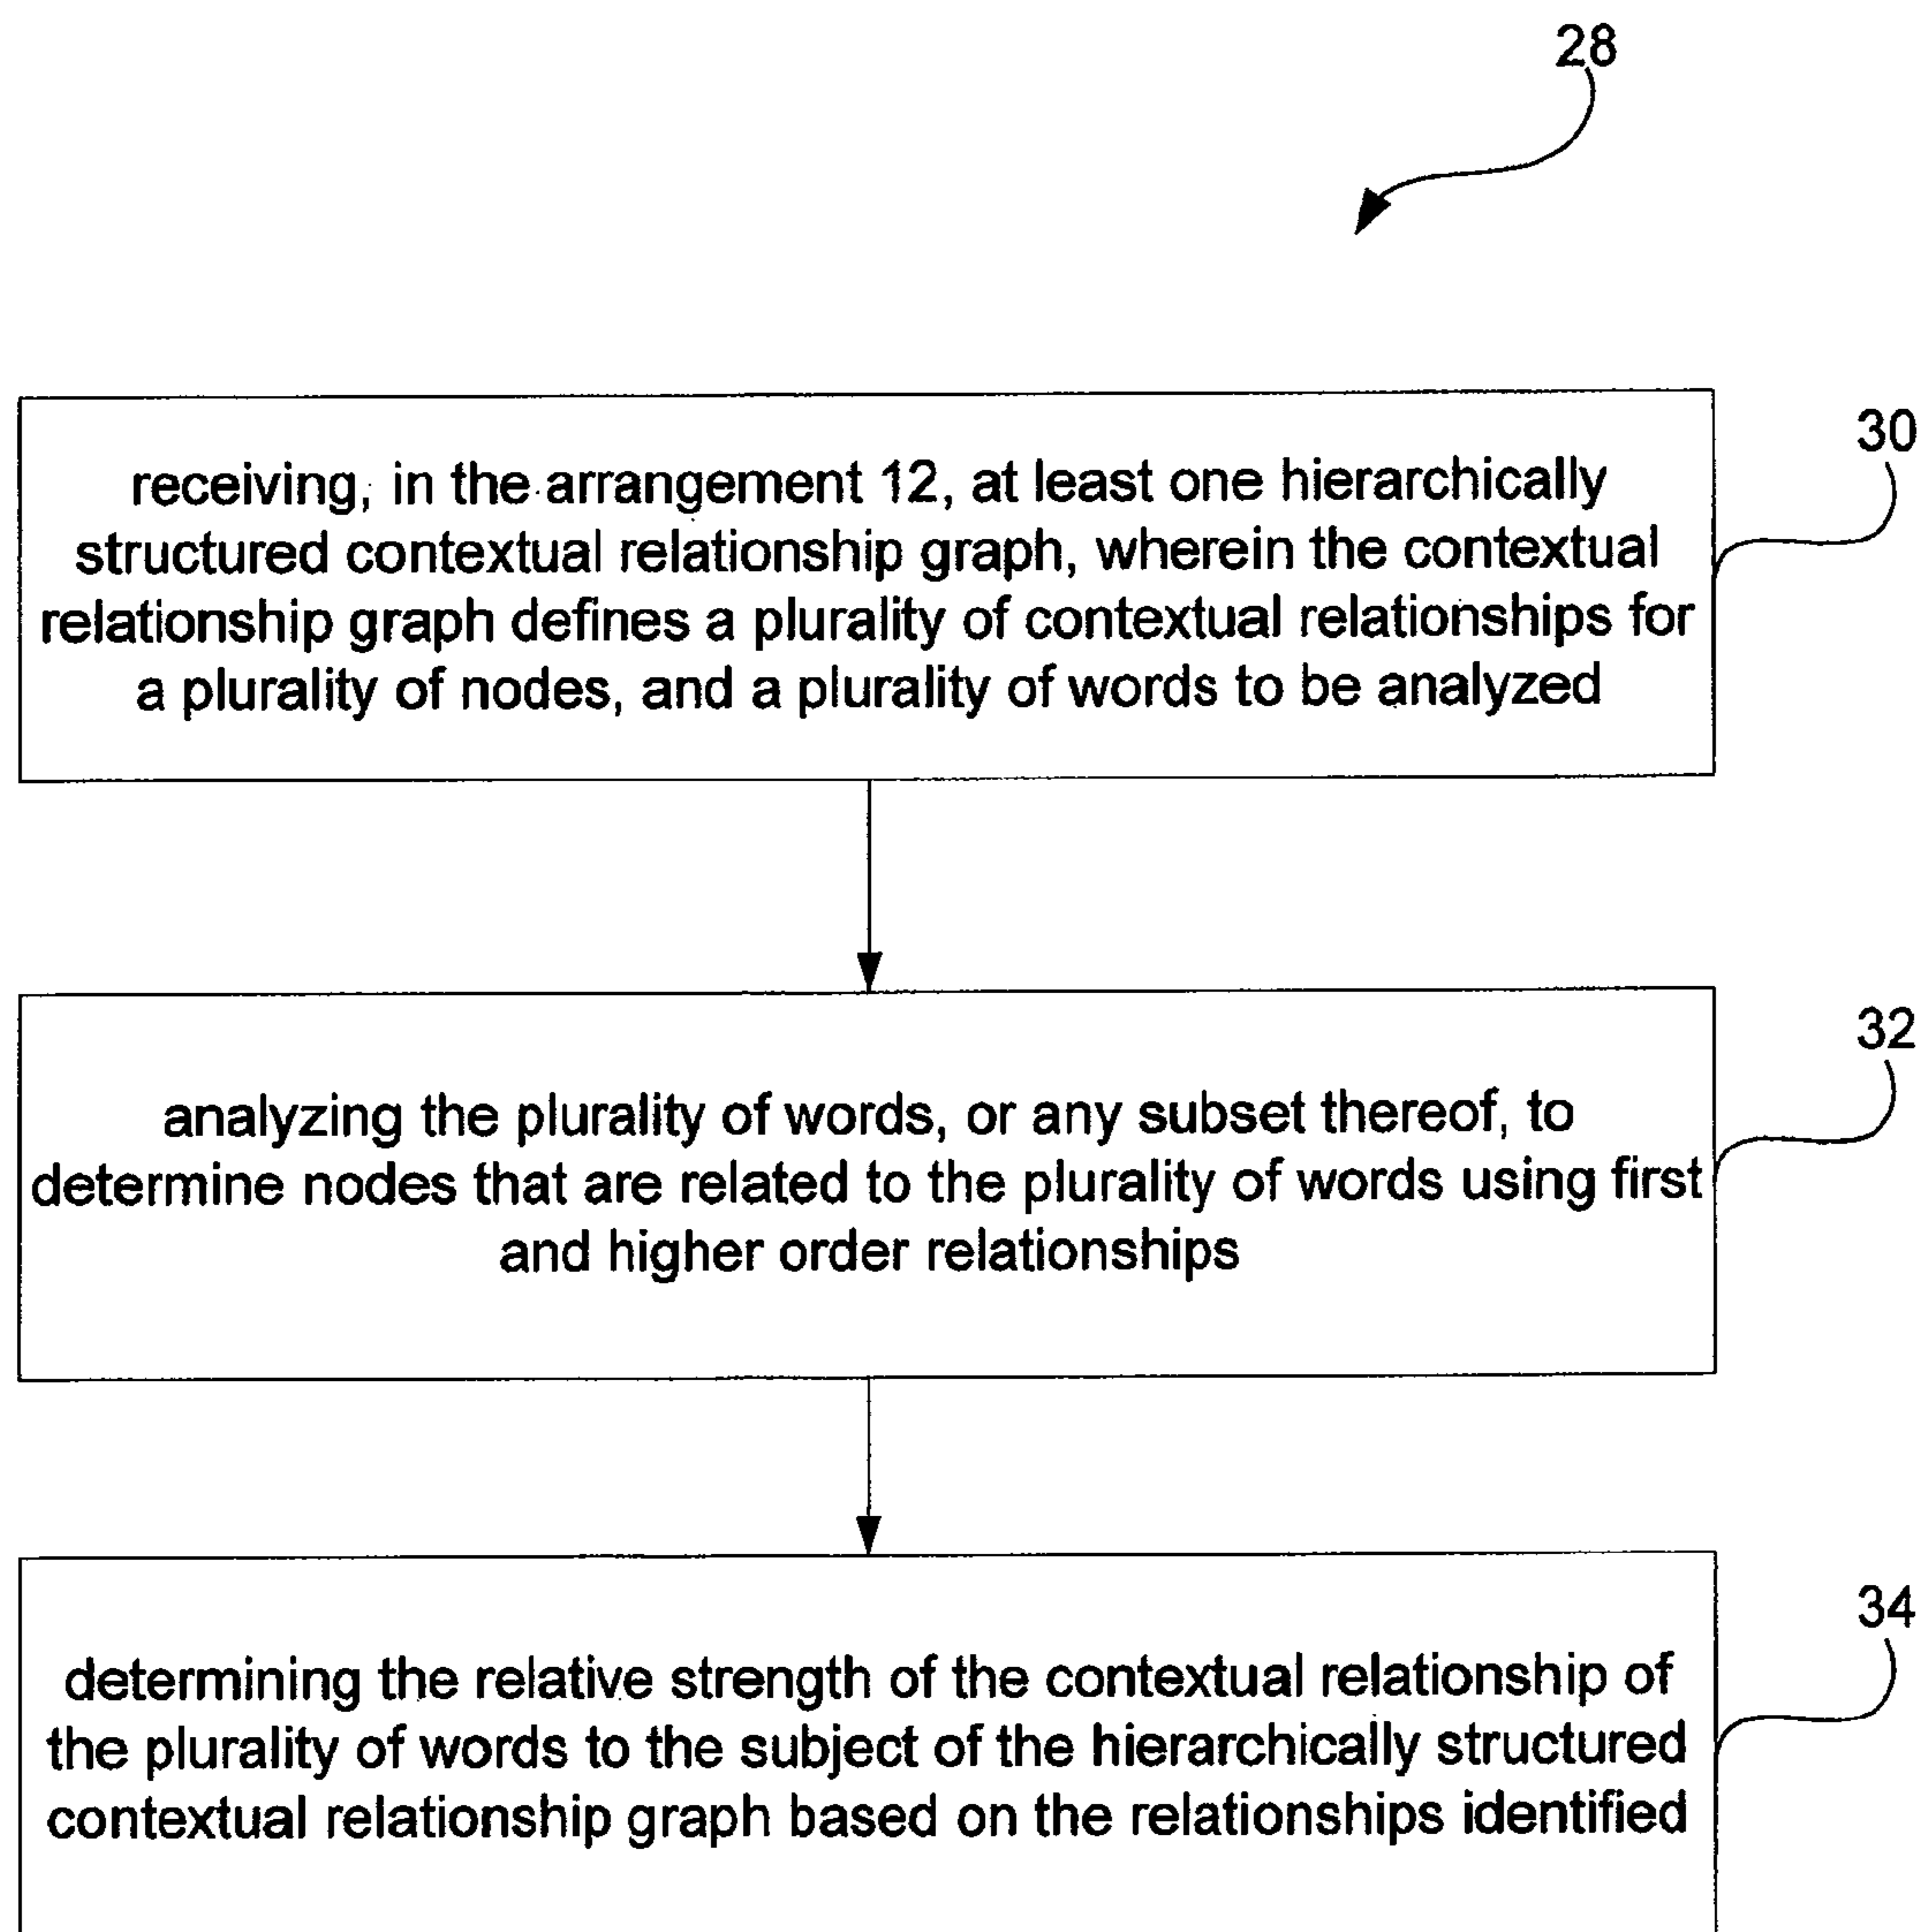 28
30
receiving, in the arrangement 12, at least one hierarchically
structured contextual relationship graph, wherein the contextual
relationship graph defines a plurality of contextual relationships for
a plurality of nodes, and a plurality of words to be analyzed
32
analyzing the plurality of words, or any subset thereof, to
determine nodes that are related to the plurality of words using first
and higher order relationships
34
determining the relative strength of the contextual relationship of
the plurality of words to the subject of the hierarchically structured
contextual relationship graph based on the relationships identified